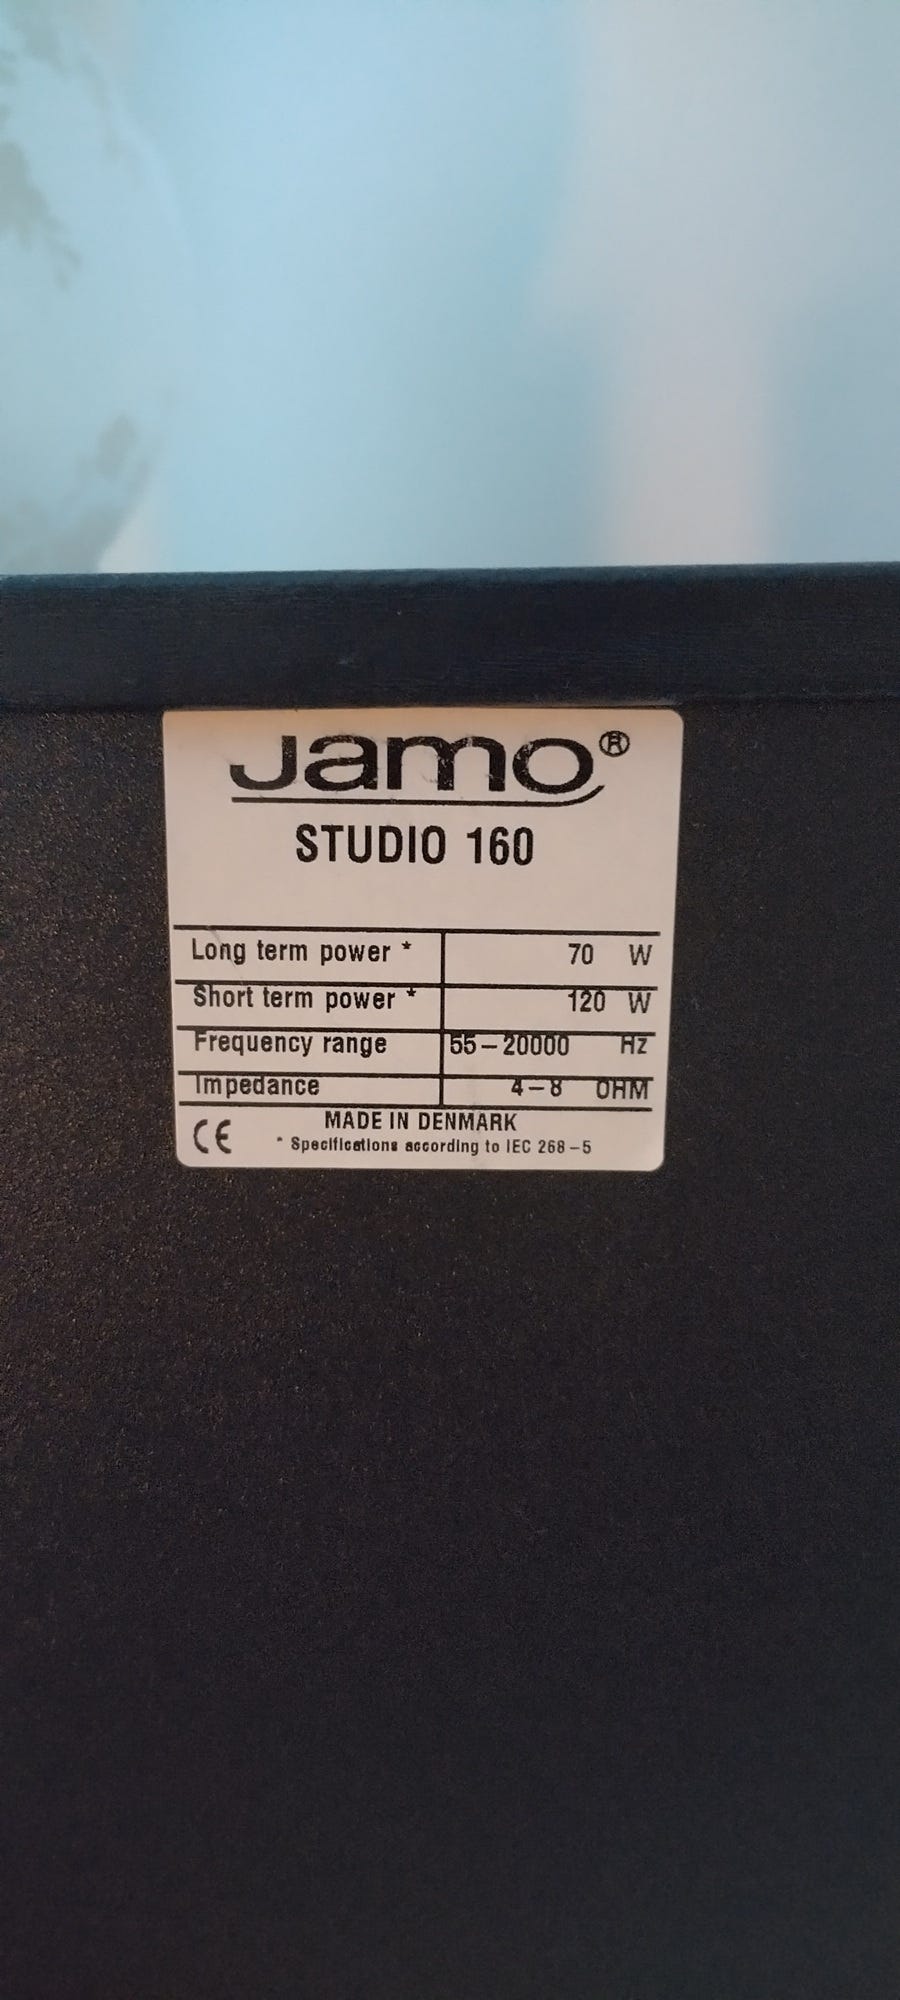 Jamo®
STUDIO 160
Long term power * 70 W
Short term power * 120 W
Frequency range 55-20000 Hz
Impedance 4-8 OHM
MADE IN DENMARK
CE * Specifications according to IEC 268-5